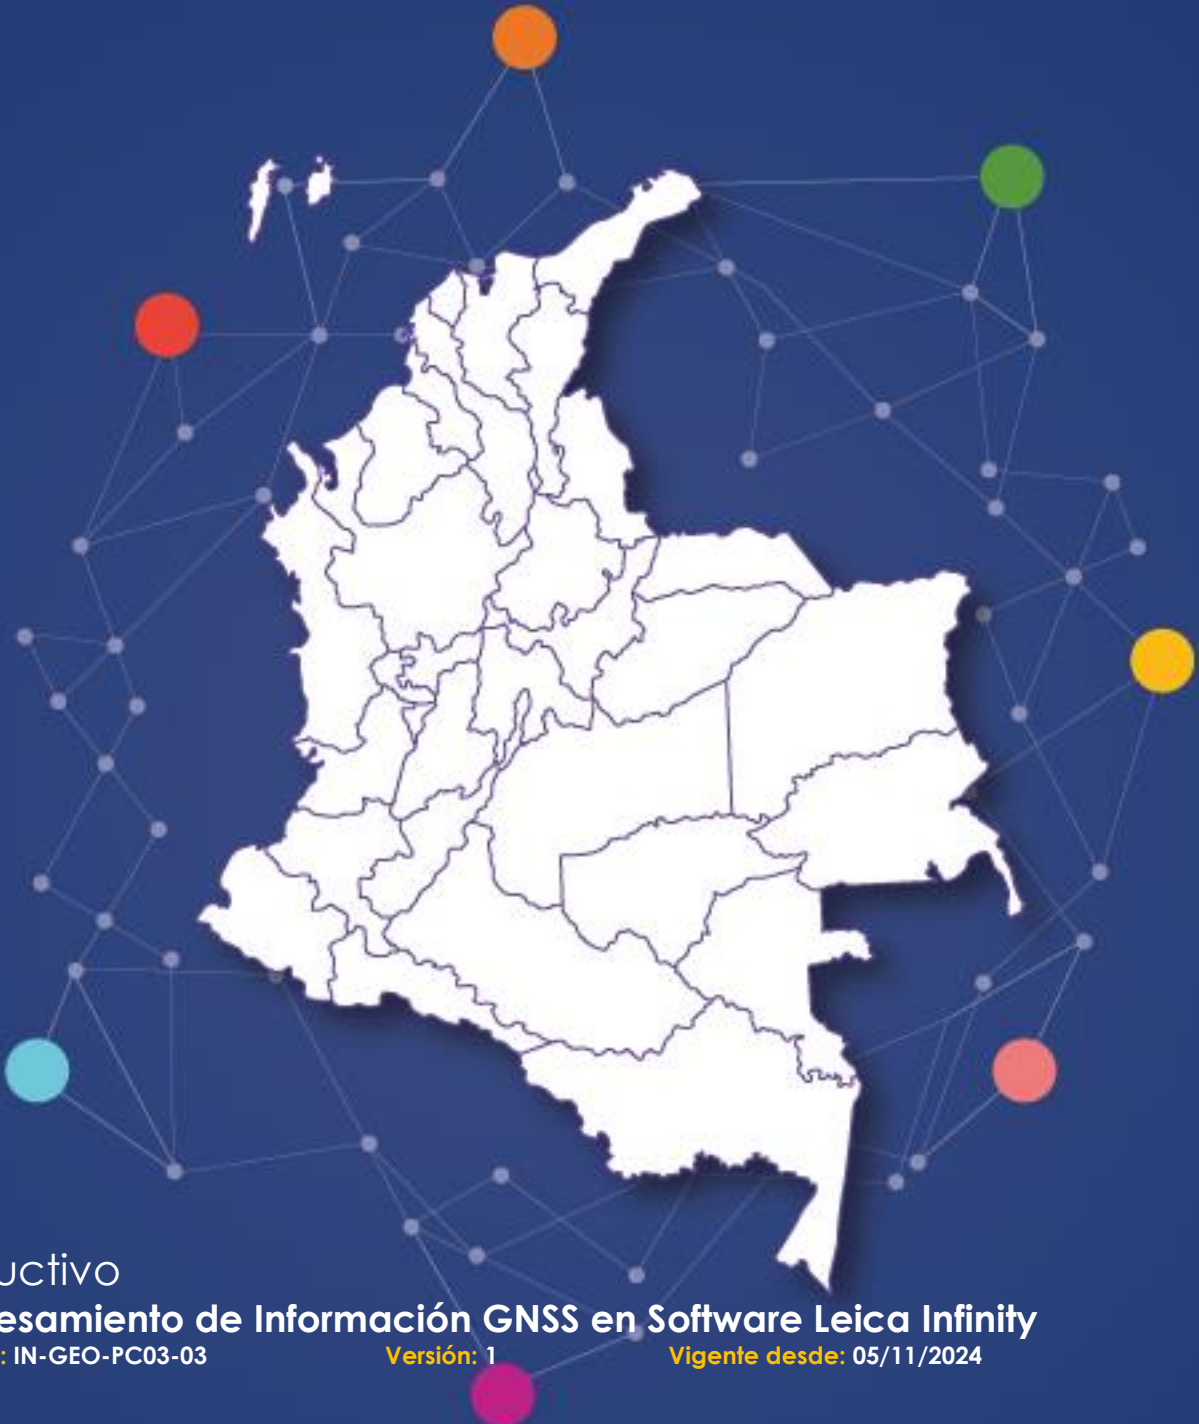 uctivo
esamiento de Información GNSS en Software Leica Infinity
: IN-GEO-PC03-03 Versión: 1 Vigente desde: 05/11/2024